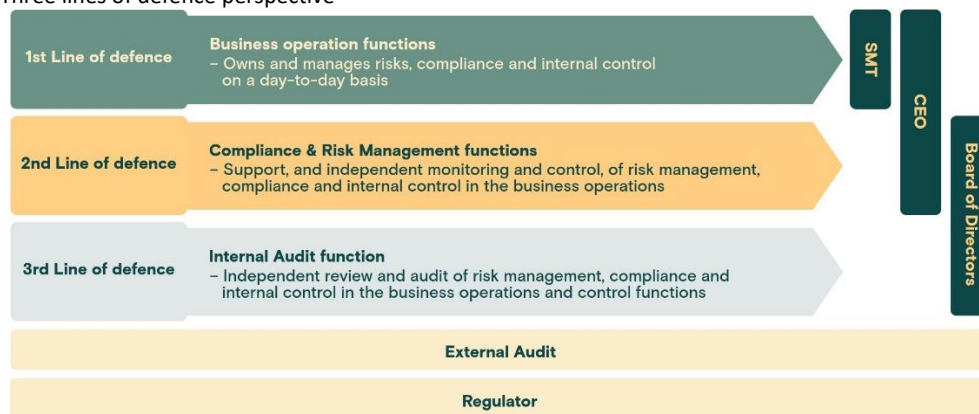 Three lines of defence perspective
1st Line of defence
Business operation functions
– Owns and manages risks, compliance and internal control
on a day-to-day basis
SMT
CEO
2nd Line of defence
Compliance & Risk Management functions
– Support, and independent monitoring and control, of risk management,
compliance and internal control in the business operations
Board of Directors
3rd Line of defence
Internal Audit function
– Independent review and audit of risk management, compliance and
internal control in the business operations and control functions
External Audit
Regulator